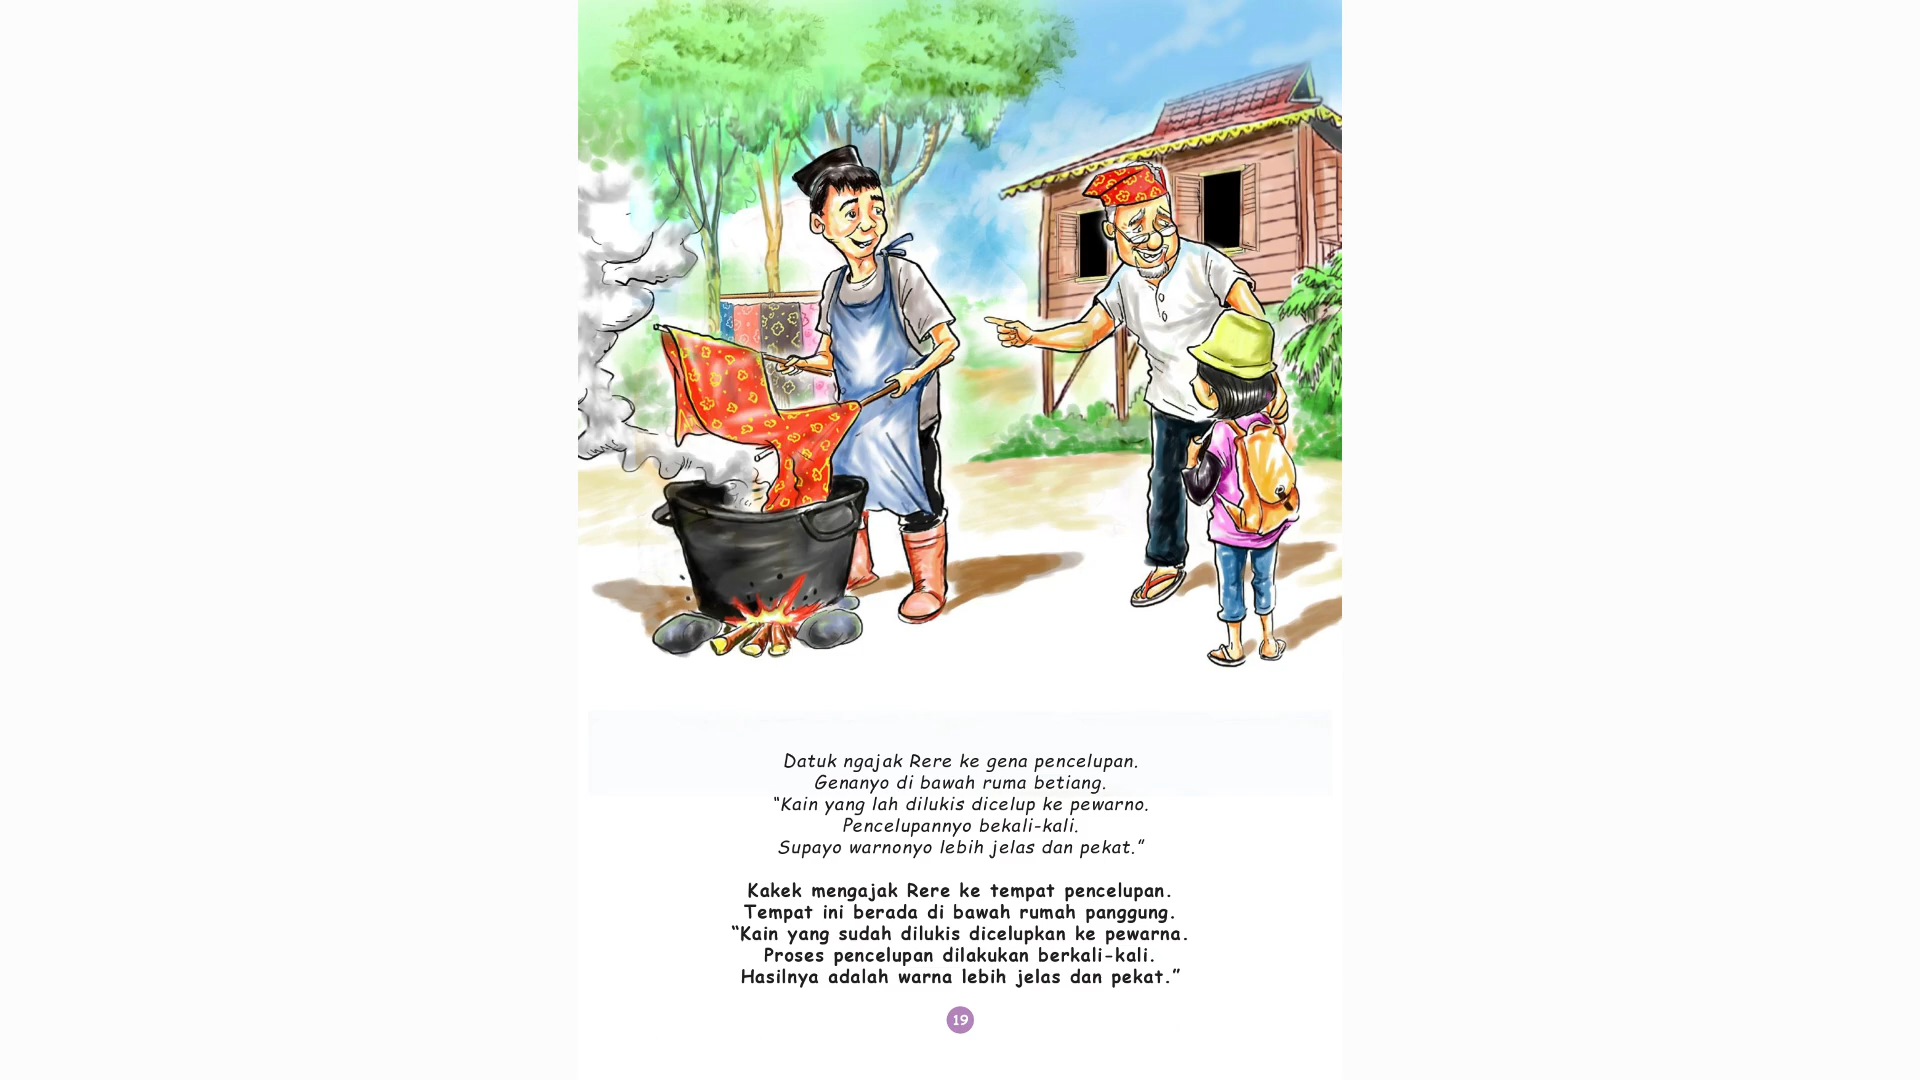 Datuk ngajak Rere ke gena pencelupan.
Genanyo di bawah ruma betiang.
“Kain yang lah dilukis dicelup ke pewarno.
Pencelupannyo bekali-kali.
Supayo warnonyo lebih jelas dan pekat.”
Kakek mengajak Rere ke tempat pencelupan.
Tempat ini berada di bawah rumah panggung.
“Kain yang sudah dilukis dicelupkan ke pewarna.
Proses pencelupan dilakukan berkali-kali.
Hasilnya adalah warna lebih jelas dan pekat.”
19